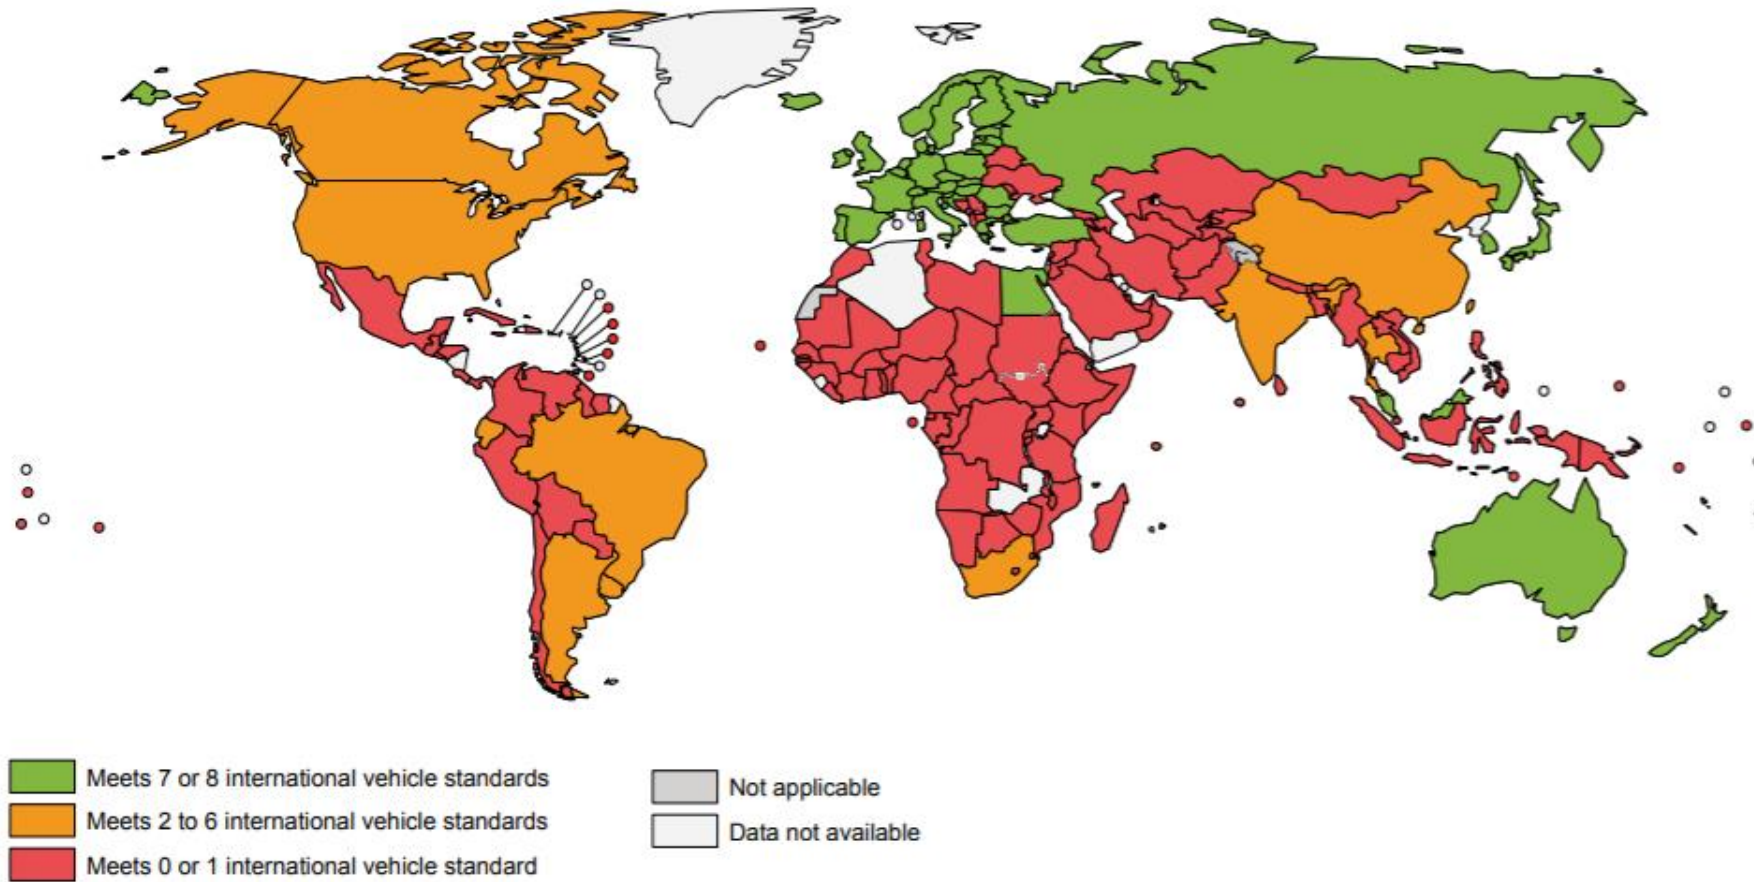 Meets 7 or 8 international vehicle standards
Meets 2 to 6 international vehicle standards
Meets 0 or 1 international vehicle standard
Not applicable
Data not available